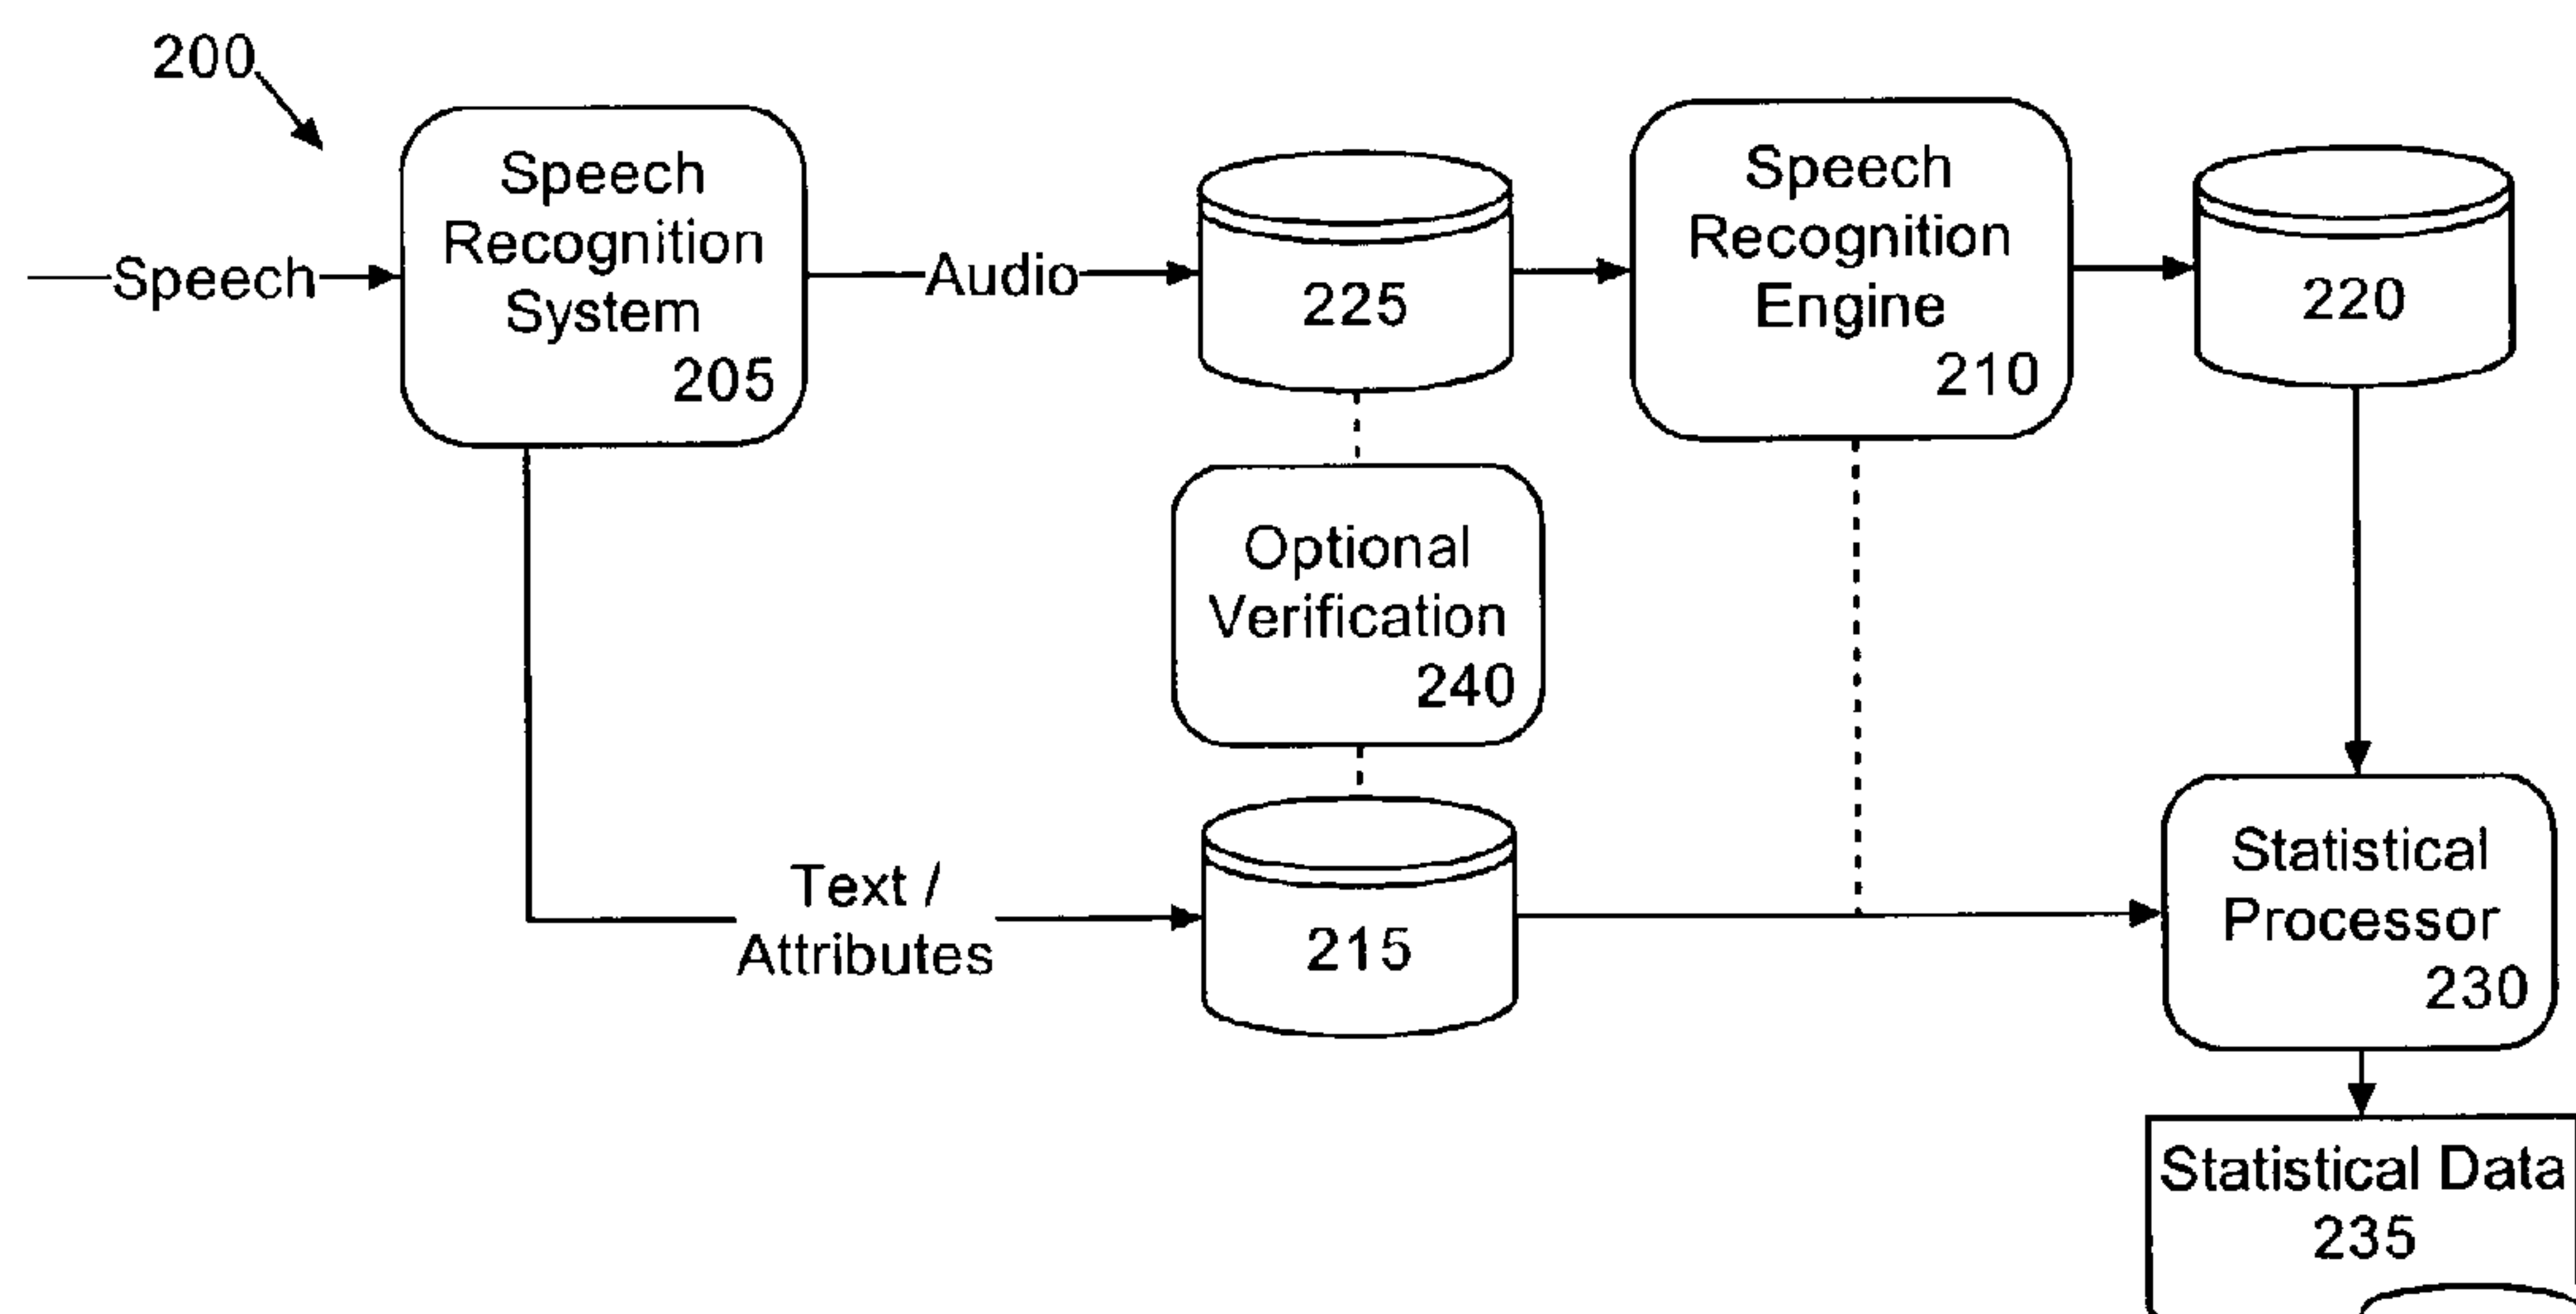 200
Speech
Speech
Recognition
System
205
Audio
225
Speech
Recognition
Engine
210
220
Optional
Verification
240
Text /
Attributes
215
Statistical
Processor
230
Statistical Data
235